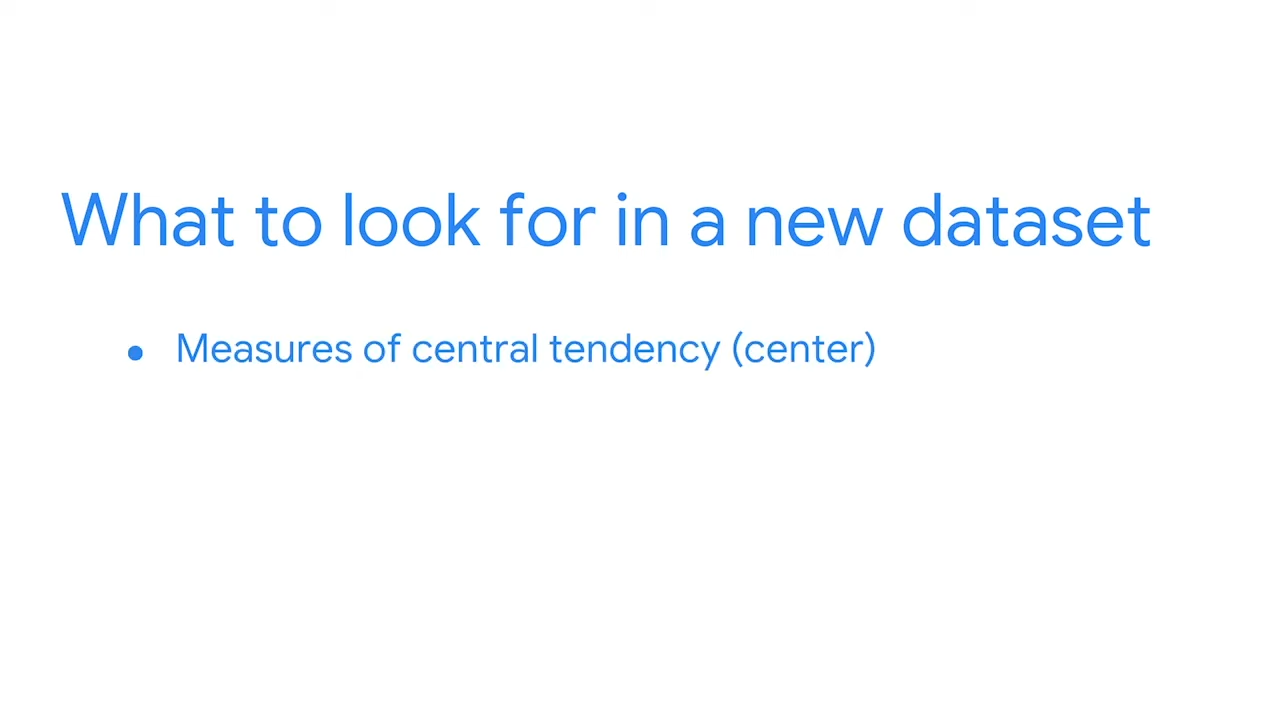 What to look for in a new dataset
● Measures of central tendency (center)